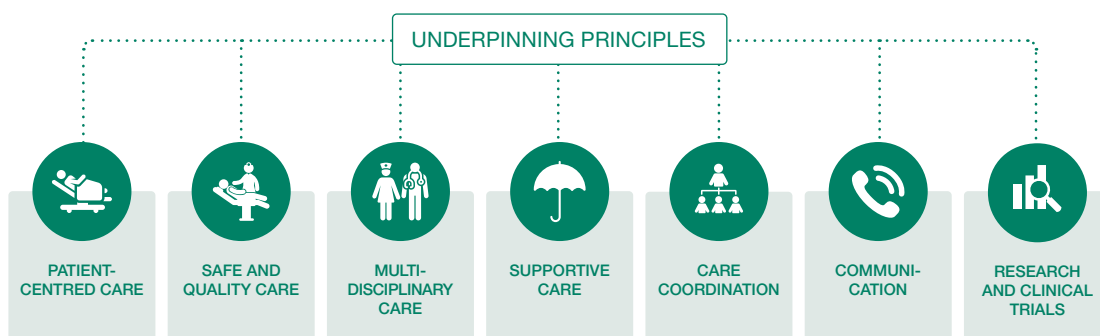 UNDERPINNING PRINCIPLES
PATIENT-
CENTRED CARE
SAFE AND
QUALITY CARE
MULTI-
DISCIPLINARY
CARE
SUPPORTIVE
CARE
CARE
COORDINATION
COMMUNI-
CATION
RESEARCH
AND CLINICAL
TRIALS